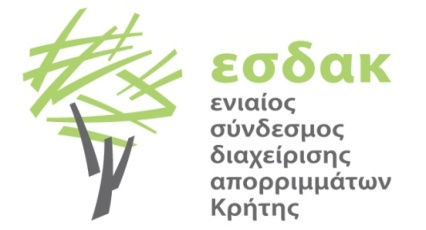 εσδακ
ενιαίος
σύνδεσμος
διαχείρισης
απορριμμάτων
Κρήτης